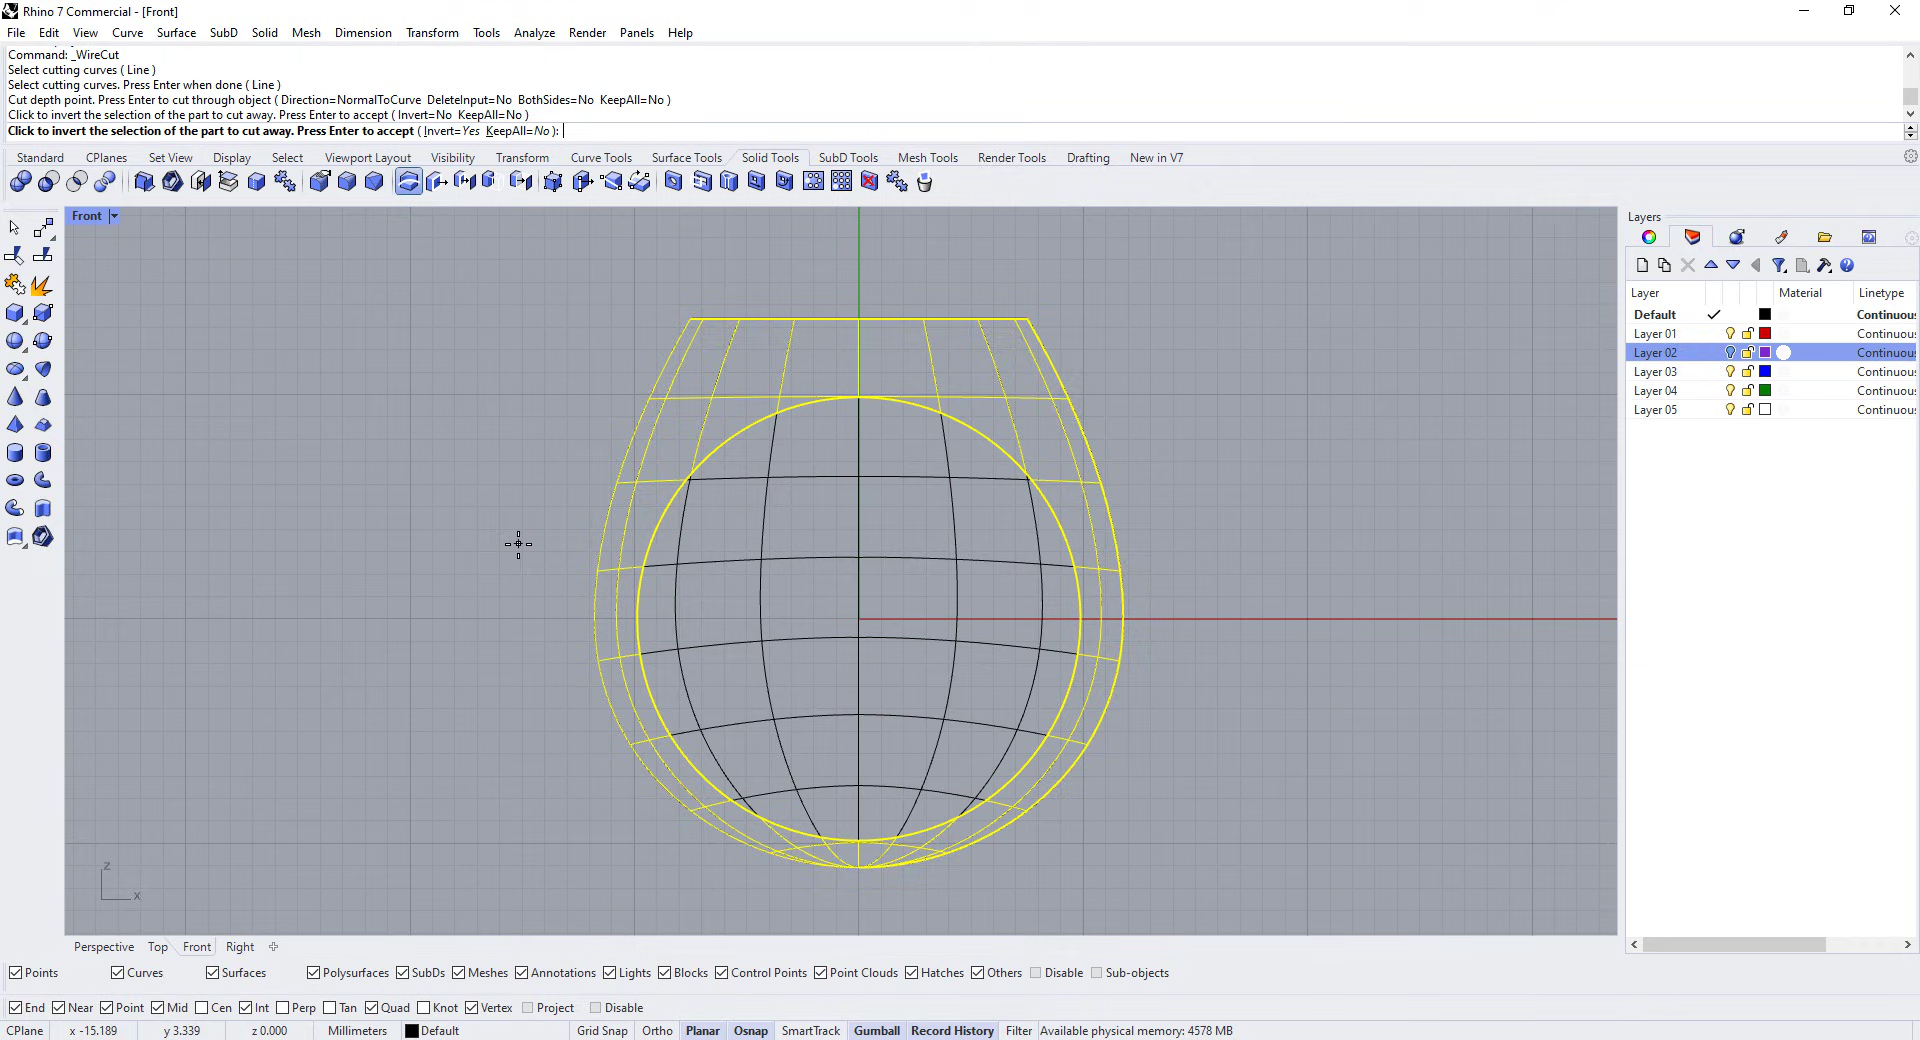 Rhino 7 Commercial - [Front]
File Edit View Curve Surface SubD Solid Mesh Dimension Transform Tools Analyze Render Panels Help
Command: _WireCut
Select cutting curves ( Line )
Select cutting curves. Press Enter when done ( Line )
Cut depth point. Press Enter to cut through object ( Direction=NormalToCurve DeleteInput=No BothSides=No KeepAll=No )
Click to invert the selection of the part to cut away. Press Enter to accept ( Invert=No KeepAll=No )
Click to invert the selection of the part to cut away. Press Enter to accept ( Invert=Yes KeepAll=No ):
Standard CPlanes Set View Display Select Viewport Layout Visibility Transform Curve Tools Surface Tools Solid Tools SubD Tools Mesh Tools Render Tools Drafting New in V7
Front
Layers
Layer Material Linetype
Default Continuous
Layer 01 Continuou
Layer 02 Continuou
Layer 03 Continuou
Layer 04 Continuou
Layer 05 Continuou
z
x
Perspective Top Front Right
Points Curves Surfaces Polysurfaces SubDs Meshes Annotations Lights Blocks Control Points Point Clouds Hatches Others Disable Sub-objects
End Near Point Mid Cen Int Perp Tan Quad Knot Vertex Project Disable
CPlane x -15.189 y 3.339 z 0.000 Millimeters Default Grid Snap Ortho Planar Osnap SmartTrack Gumball Record History Filter Available physical memory: 4578 MB